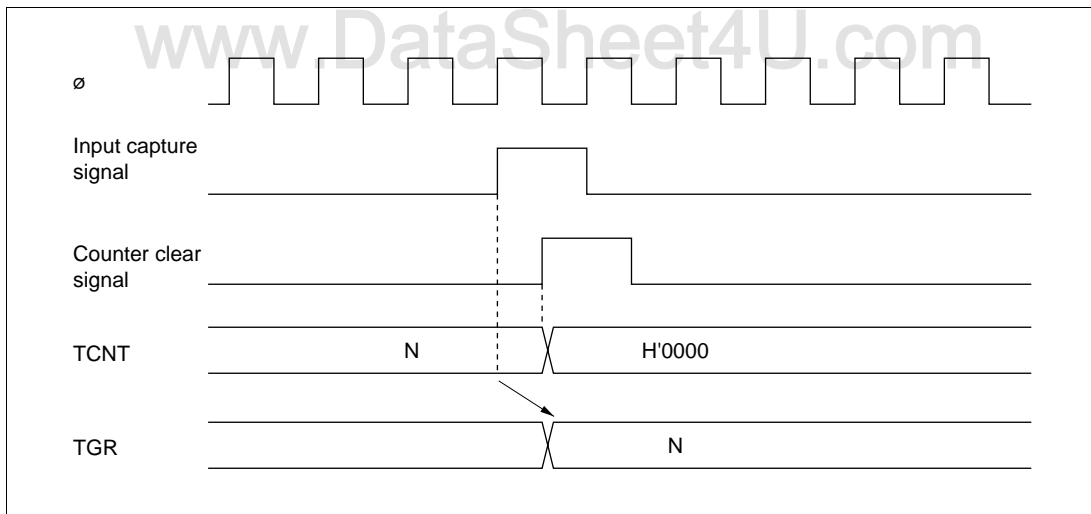 www.DataSheet4U.com
ø
Input capture
signal
Counter clear
signal
TCNT
N
H'0000
TGR
N